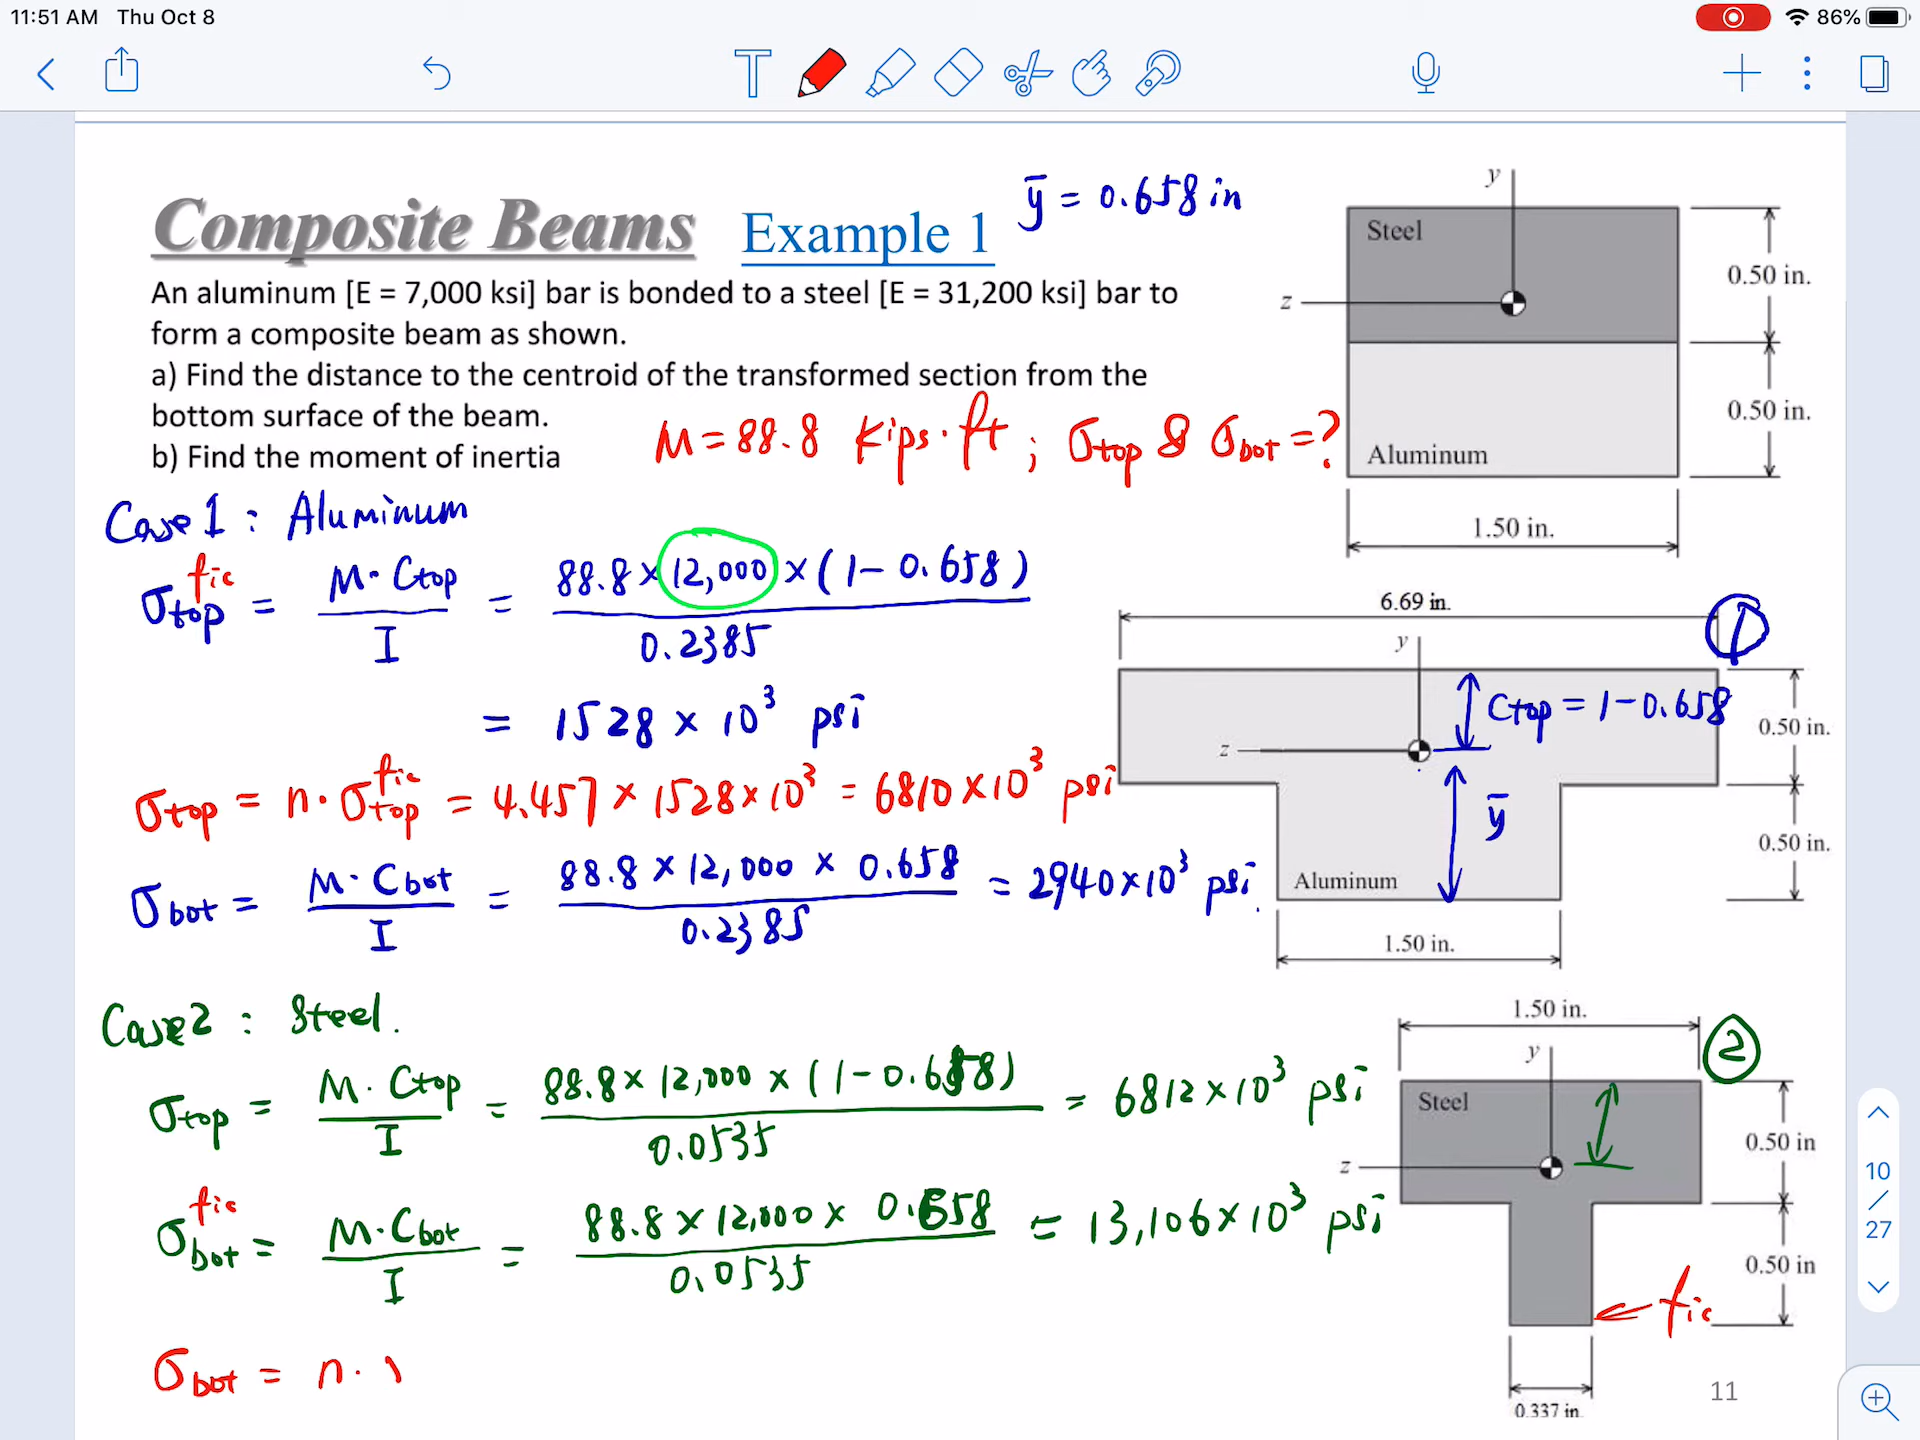 11:51 AM Thu Oct 8
86%
Composite Beams Example 1
ȳ = 0.658 in
An aluminum [E = 7,000 ksi] bar is bonded to a steel [E = 31,200 ksi] bar to
form a composite beam as shown.
a) Find the distance to the centroid of the transformed section from the
bottom surface of the beam.
b) Find the moment of inertia
M = 88.8 kips·ft ; σtop & σbot = ?
y
Steel
z
0.50 in.
0.50 in.
Aluminum
1.50 in.
Case 1 : Aluminum
σtop^fic = M·Ctop / I = 88.8 × 12,000 × (1 - 0.658) / 0.2385
= 1528 × 10³ psi
σtop = n·σtop^fic = 4.457 × 1528 × 10³ = 6810 × 10³ psi
σbot = M·Cbot / I = 88.8 × 12,000 × 0.658 / 0.2385 = 2940 × 10³ psi.
6.69 in.
①
y
Ctop = 1 - 0.658
z
0.50 in.
ȳ
0.50 in.
Aluminum
1.50 in.
Case 2 : Steel.
σtop = M·Ctop / I = 88.8 × 12,000 × (1 - 0.658) / 0.0535 = 6812 × 10³ psi
σbot^fic = M·Cbot / I = 88.8 × 12,000 × 0.658 / 0.0535 = 13,106 × 10³ psi
σbot = n·
1.50 in.
②
y
Steel
z
0.50 in
0.50 in
fic
0.337 in.
11
10
/
27